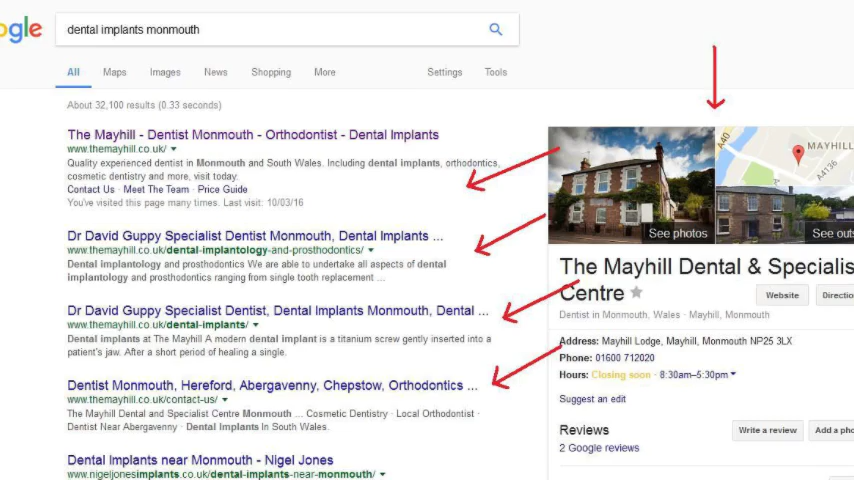 ogle
dental implants monmouth
All Maps Images News Shopping More Settings Tools
About 32,100 results (0.33 seconds)
The Mayhill - Dentist Monmouth - Orthodontist - Dental Implants
www.themayhill.co.uk/
Quality experienced dentist in Monmouth and South Wales. Including dental implants, orthodontics,
cosmetic dentistry and more, visit today.
Contact Us · Meet The Team · Price Guide
You've visited this page many times. Last visit: 10/03/16
Dr David Guppy Specialist Dentist Monmouth, Dental Implants ...
www.themayhill.co.uk/dental-implantology-and-prosthodontics/
Dental implantology and prosthodontics We are able to undertake all aspects of dental
implantology and prosthodontics ranging from single tooth replacement ...
Dr David Guppy Specialist Dentist, Dental Implants Monmouth, Dental ...
www.themayhill.co.uk/dental-implants/
Dental implants at The Mayhill A modern dental implant is a titanium screw gently inserted into a
patient's jaw. After a short period of healing a single.
Dentist Monmouth, Hereford, Abergavenny, Chepstow, Orthodontics ...
www.themayhill.co.uk/contact-us/
The Mayhill Dental and Specialist Centre Monmouth ... Cosmetic Dentistry · Local Orthodontist ·
Dentist Near Abergavenny · Dental Implants In South Wales.
Dental Implants near Monmouth - Nigel Jones
www.nigeljonesimplants.co.uk/dental-implants-near-monmouth/
A40
MAYHILL
A4136
See photos
See outs
The Mayhill Dental & Specialis
Centre
Website Directio
Dentist in Monmouth, Wales · Mayhill, Monmouth
Address: Mayhill Lodge, Mayhill, Monmouth NP25 3LX
Phone: 01600 712020
Hours: Closing soon · 8:30am–5:30pm
Suggest an edit
Reviews
Write a review Add a pho
2 Google reviews